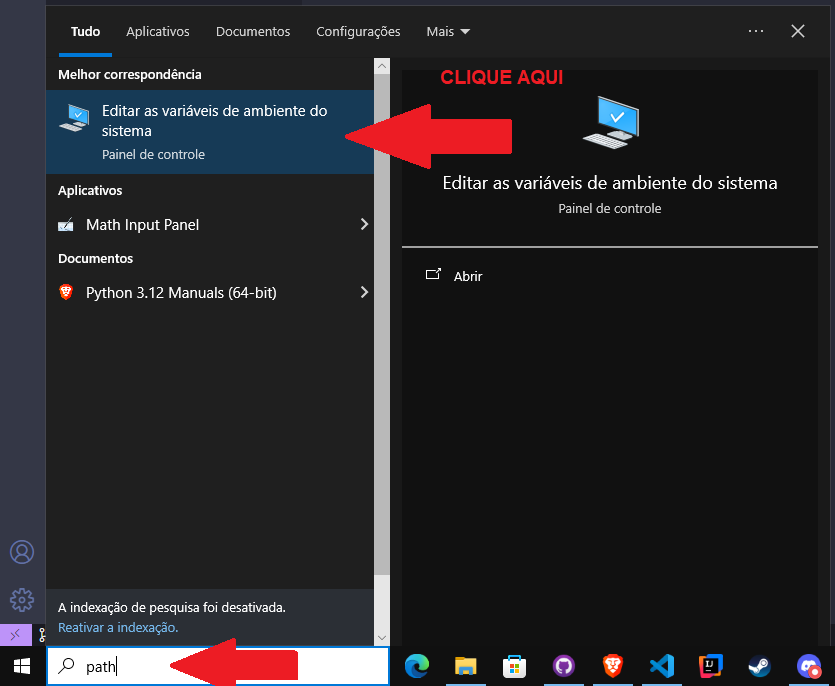 Tudo Aplicativos Documentos Configurações Mais
Melhor correspondência
Editar as variáveis de ambiente do
sistema
Painel de controle
Aplicativos
Math Input Panel
Documentos
Python 3.12 Manuals (64-bit)
CLIQUE AQUI
Editar as variáveis de ambiente do sistema
Painel de controle
Abrir
A indexação de pesquisa foi desativada.
Reativar a indexação.
path